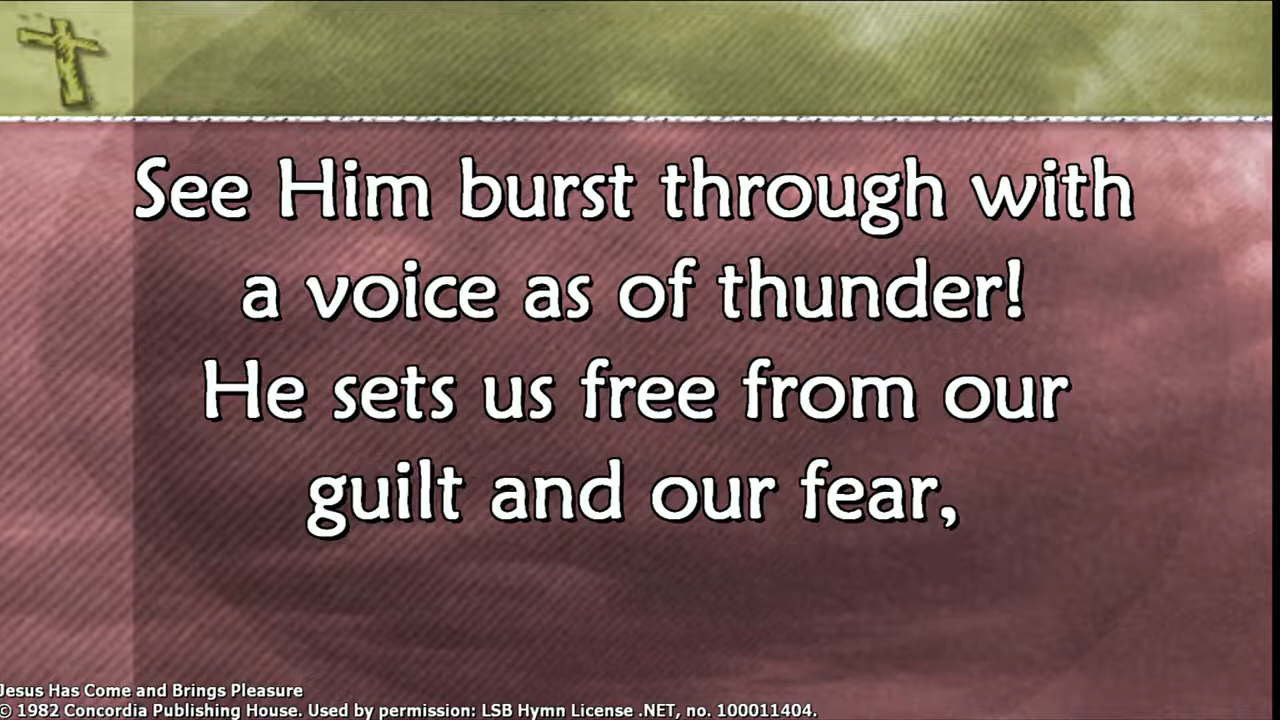 See Him burst through with
a voice as of thunder!
He sets us free from our
guilt and our fear,
Jesus Has Come and Brings Pleasure
© 1982 Concordia Publishing House. Used by permission: LSB Hymn License .NET, no. 100011404.